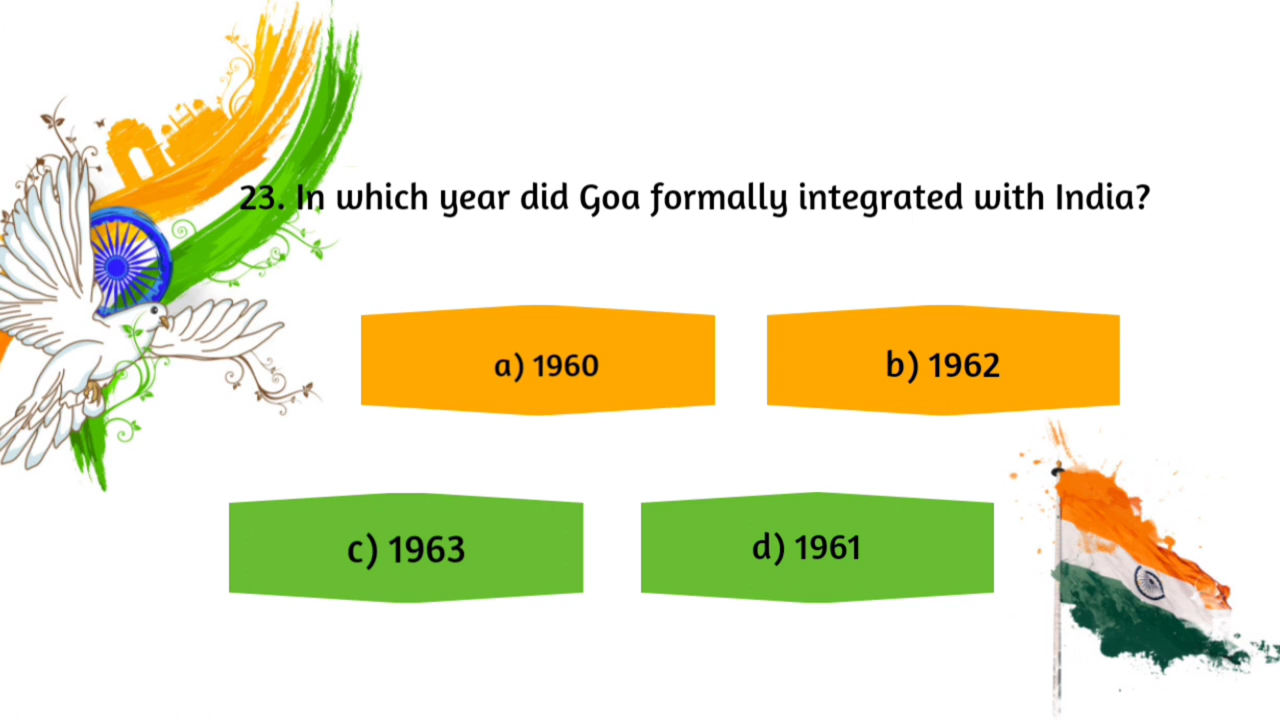 23. In which year did Goa formally integrated with India?
a) 1960
b) 1962
c) 1963
d) 1961